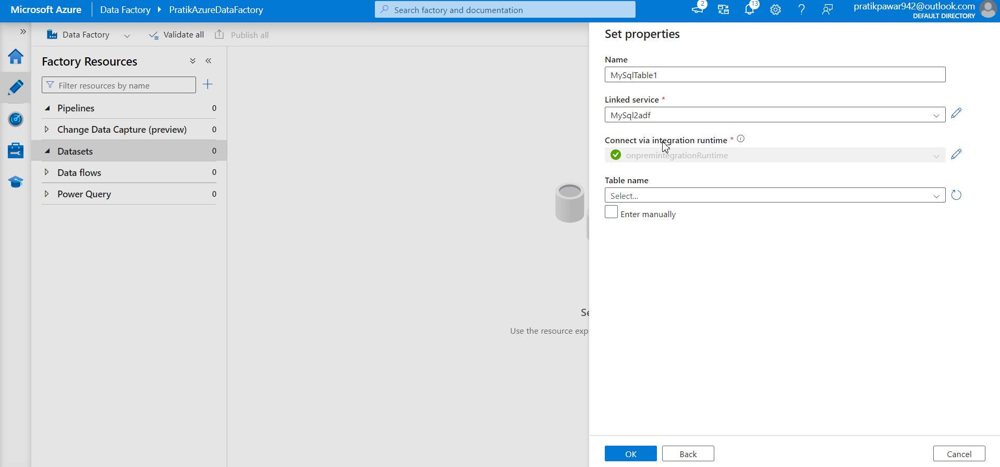 Microsoft Azure
Data Factory
PratikAzureDataFactory
Search factory and documentation
2
13
pratikpawar942@outlook.com
DEFAULT DIRECTORY
Data Factory
Validate all
Publish all
Factory Resources
Filter resources by name
Pipelines 0
Change Data Capture (preview) 0
Datasets 0
Data flows 0
Power Query 0
Se
Use the resource exp
Set properties
Name
MySqlTable1
Linked service *
MySql2adf
Connect via integration runtime *
onpremintegrationRuntime
Table name
Select...
Enter manually
OK
Back
Cancel